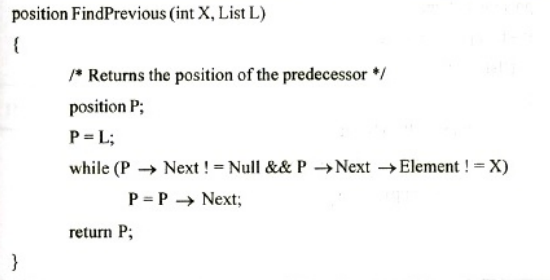 position FindPrevious (int X, List L)
{
/* Returns the position of the predecessor */
position P;
P = L;
while (P → Next ! = Null && P → Next → Element ! = X)
P = P → Next;
return P;
}